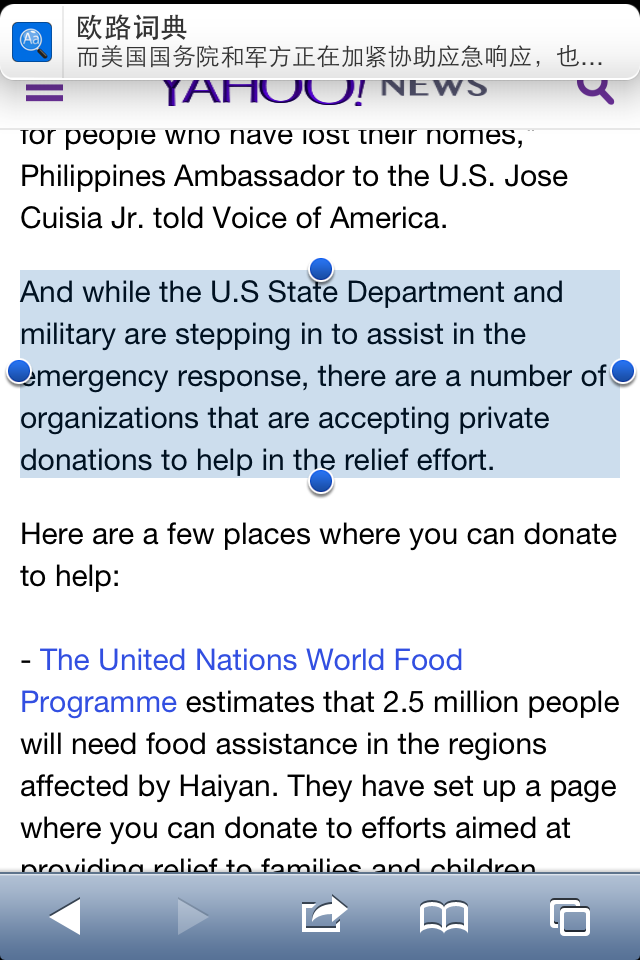 欧路词典
而美国国务院和军方正在加紧协助应急响应，也…
YAHOO! NEWS
for people who have lost their homes,"
Philippines Ambassador to the U.S. Jose
Cuisia Jr. told Voice of America.
And while the U.S State Department and
military are stepping in to assist in the
emergency response, there are a number of
organizations that are accepting private
donations to help in the relief effort.
Here are a few places where you can donate
to help:
- The United Nations World Food
Programme estimates that 2.5 million people
will need food assistance in the regions
affected by Haiyan. They have set up a page
where you can donate to efforts aimed at
providing relief to families and children